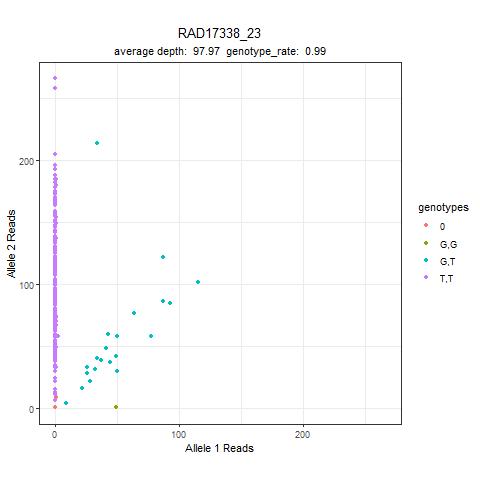 RAD17338_23
average depth:  97.97  genotype_rate:  0.99
Allele 2 Reads
200
100
0
0
100
200
Allele 1 Reads
genotypes
0
G,G
G,T
T,T